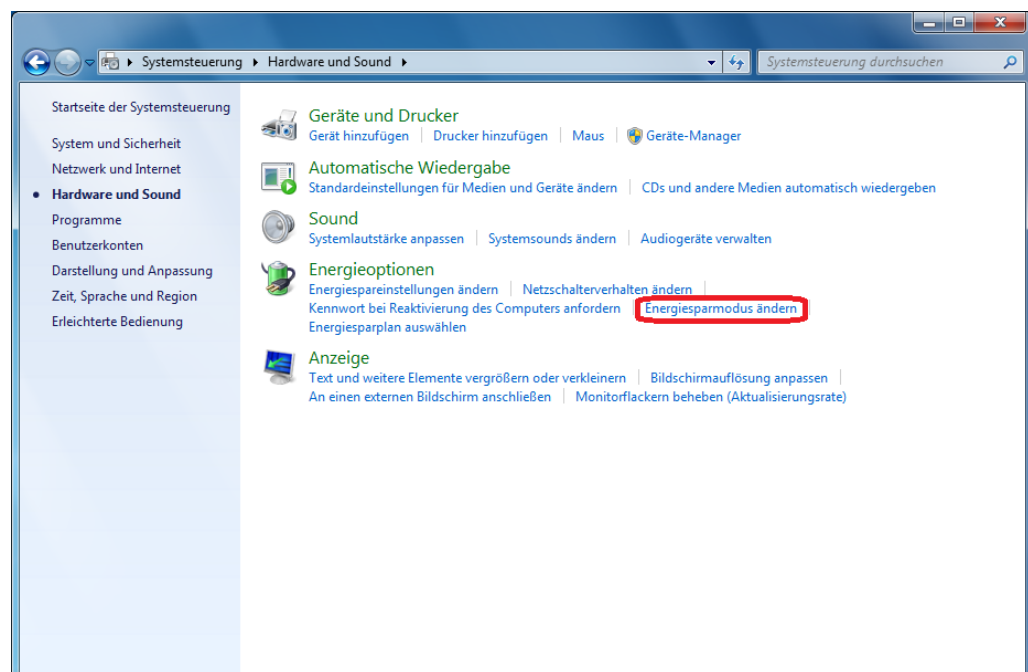 Systemsteuerung Hardware und Sound
Systemsteuerung durchsuchen
Startseite der Systemsteuerung
System und Sicherheit
Netzwerk und Internet
Hardware und Sound
Programme
Benutzerkonten
Darstellung und Anpassung
Zeit, Sprache und Region
Erleichterte Bedienung
Geräte und Drucker
Gerät hinzufügen Drucker hinzufügen Maus Geräte-Manager
Automatische Wiedergabe
Standardeinstellungen für Medien und Geräte ändern CDs und andere Medien automatisch wiedergeben
Sound
Systemlautstärke anpassen Systemsounds ändern Audiogeräte verwalten
Energieoptionen
Energiespareinstellungen ändern Netzschalterverhalten ändern
Kennwort bei Reaktivierung des Computers anfordern Energiesparmodus ändern
Energiesparplan auswählen
Anzeige
Text und weitere Elemente vergrößern oder verkleinern Bildschirmauflösung anpassen
An einen externen Bildschirm anschließen Monitorflackern beheben (Aktualisierungsrate)